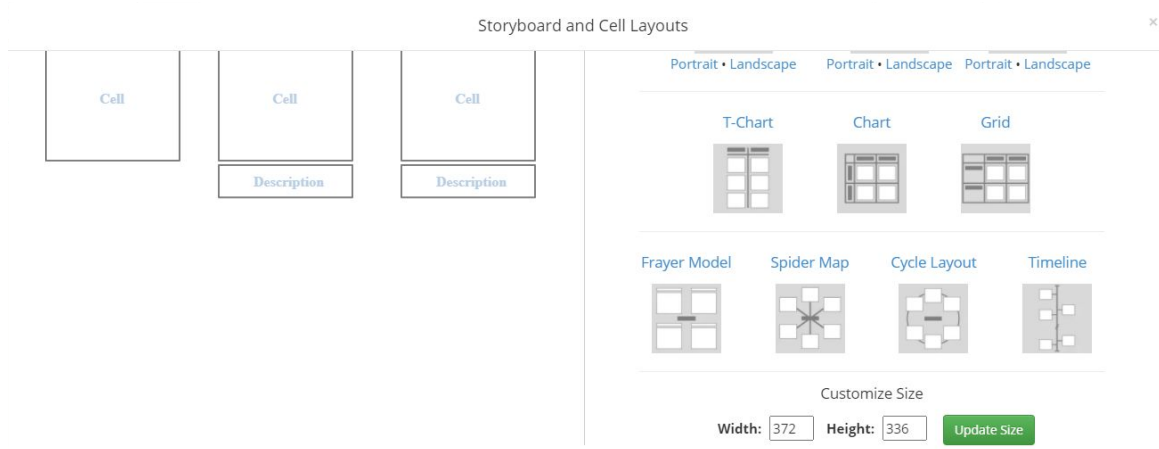 Storyboard and Cell Layouts
×
Cell Cell Cell
Description Description
Portrait • Landscape Portrait • Landscape Portrait • Landscape
T-Chart Chart Grid
Frayer Model Spider Map Cycle Layout Timeline
Customize Size
Width: 372 Height: 336 Update Size